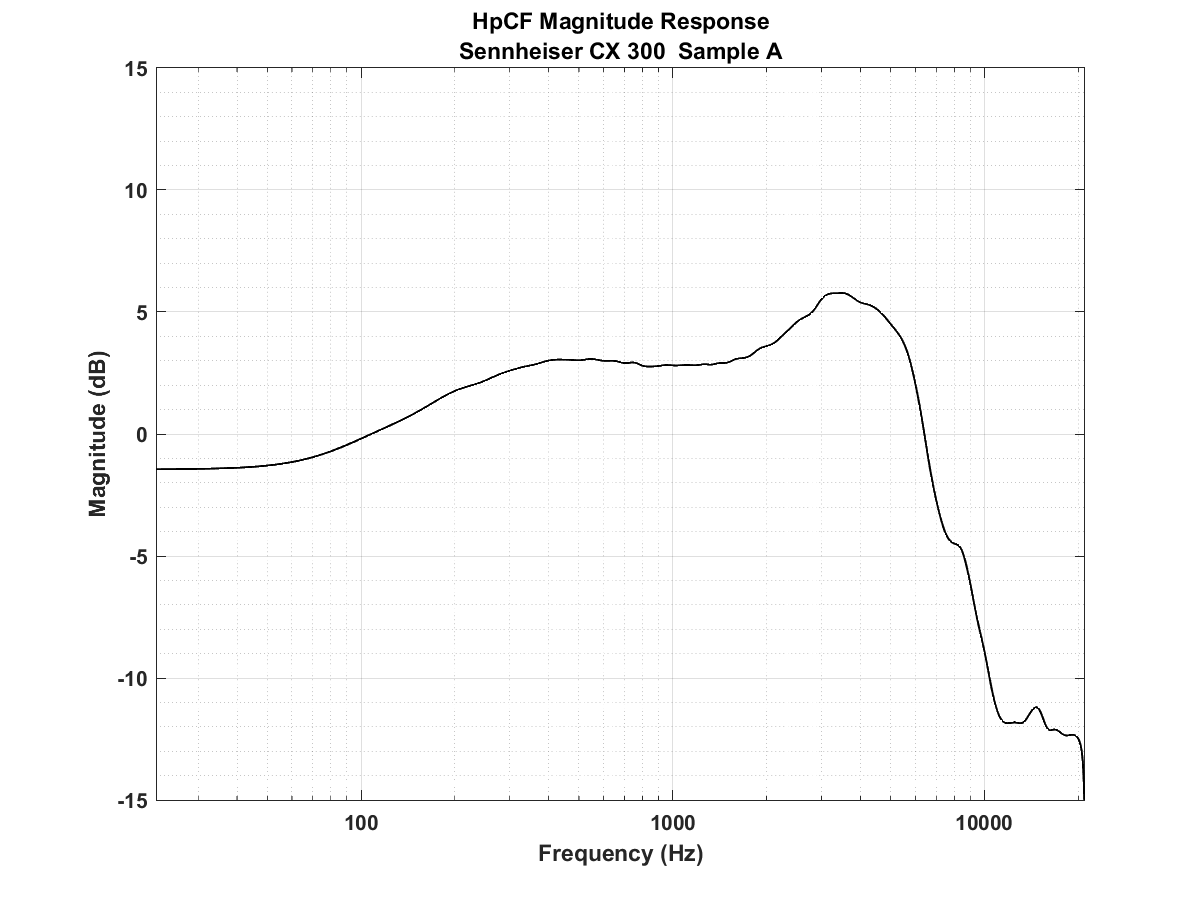 HpCF Magnitude Response
Sennheiser CX 300  Sample A
15
10
5
0
-5
-10
-15
Magnitude (dB)
100
1000
10000
Frequency (Hz)